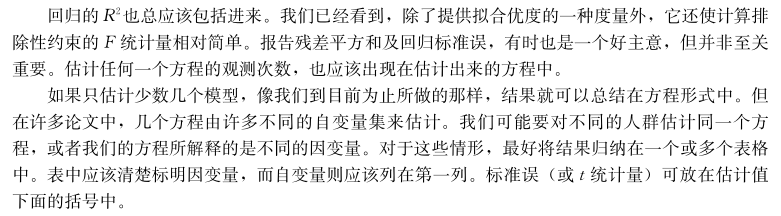 回归的 R²也总应该包括进来。我们已经看到，除了提供拟合优度的一种度量外，它还使计算排
除性约束的 F 统计量相对简单。报告残差平方和及回归标准误，有时也是一个好主意，但并非至关
重要。估计任何一个方程的观测次数，也应该出现在估计出来的方程中。
如果只估计少数几个模型，像我们到目前为止所做的那样，结果就可以总结在方程形式中。但
在许多论文中，几个方程由许多不同的自变量集来估计。我们可能要对不同的人群估计同一个方
程，或者我们的方程所解释的是不同的因变量。对于这些情形，最好将结果归纳在一个或多个表格
中。表中应该清楚标明因变量，而自变量则应该列在第一列。标准误（或 t 统计量）可放在估计值
下面的括号中。